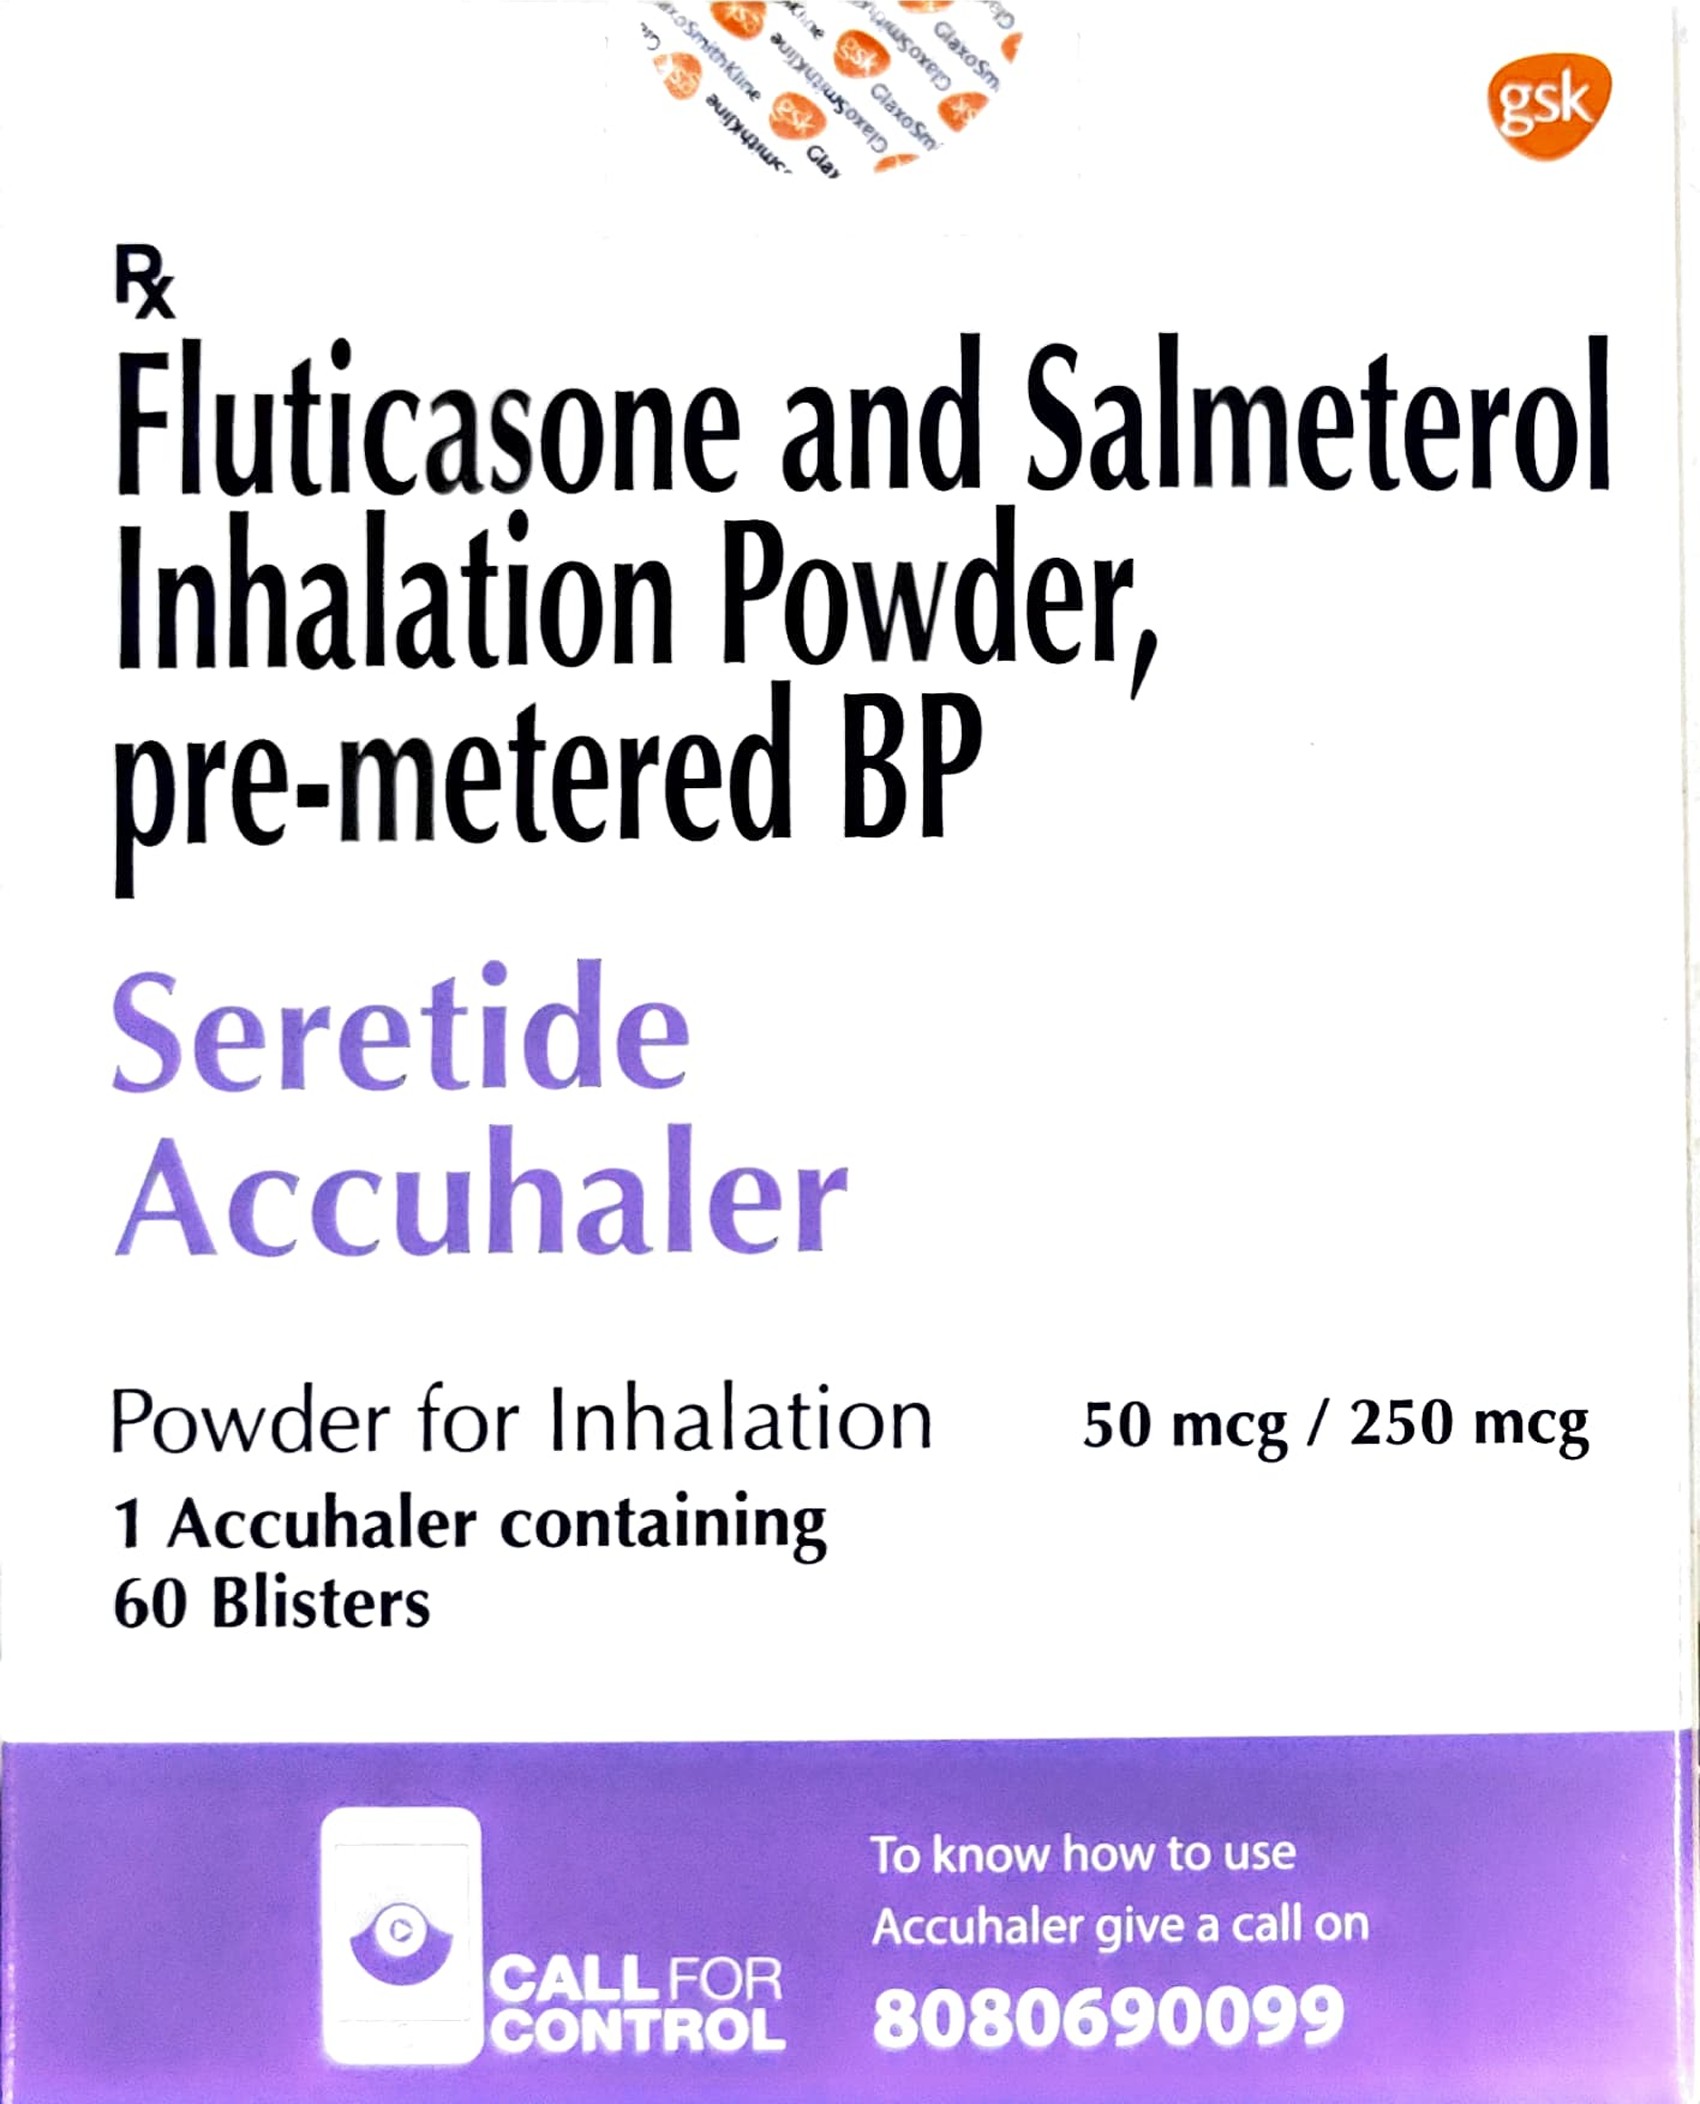 gsk
Rx
Fluticasone and Salmeterol
Inhalation Powder,
pre-metered BP
Seretide
Accuhaler
Powder for Inhalation 50 mcg / 250 mcg
1 Accuhaler containing
60 Blisters
CALL FOR
CONTROL
To know how to use
Accuhaler give a call on
8080690099